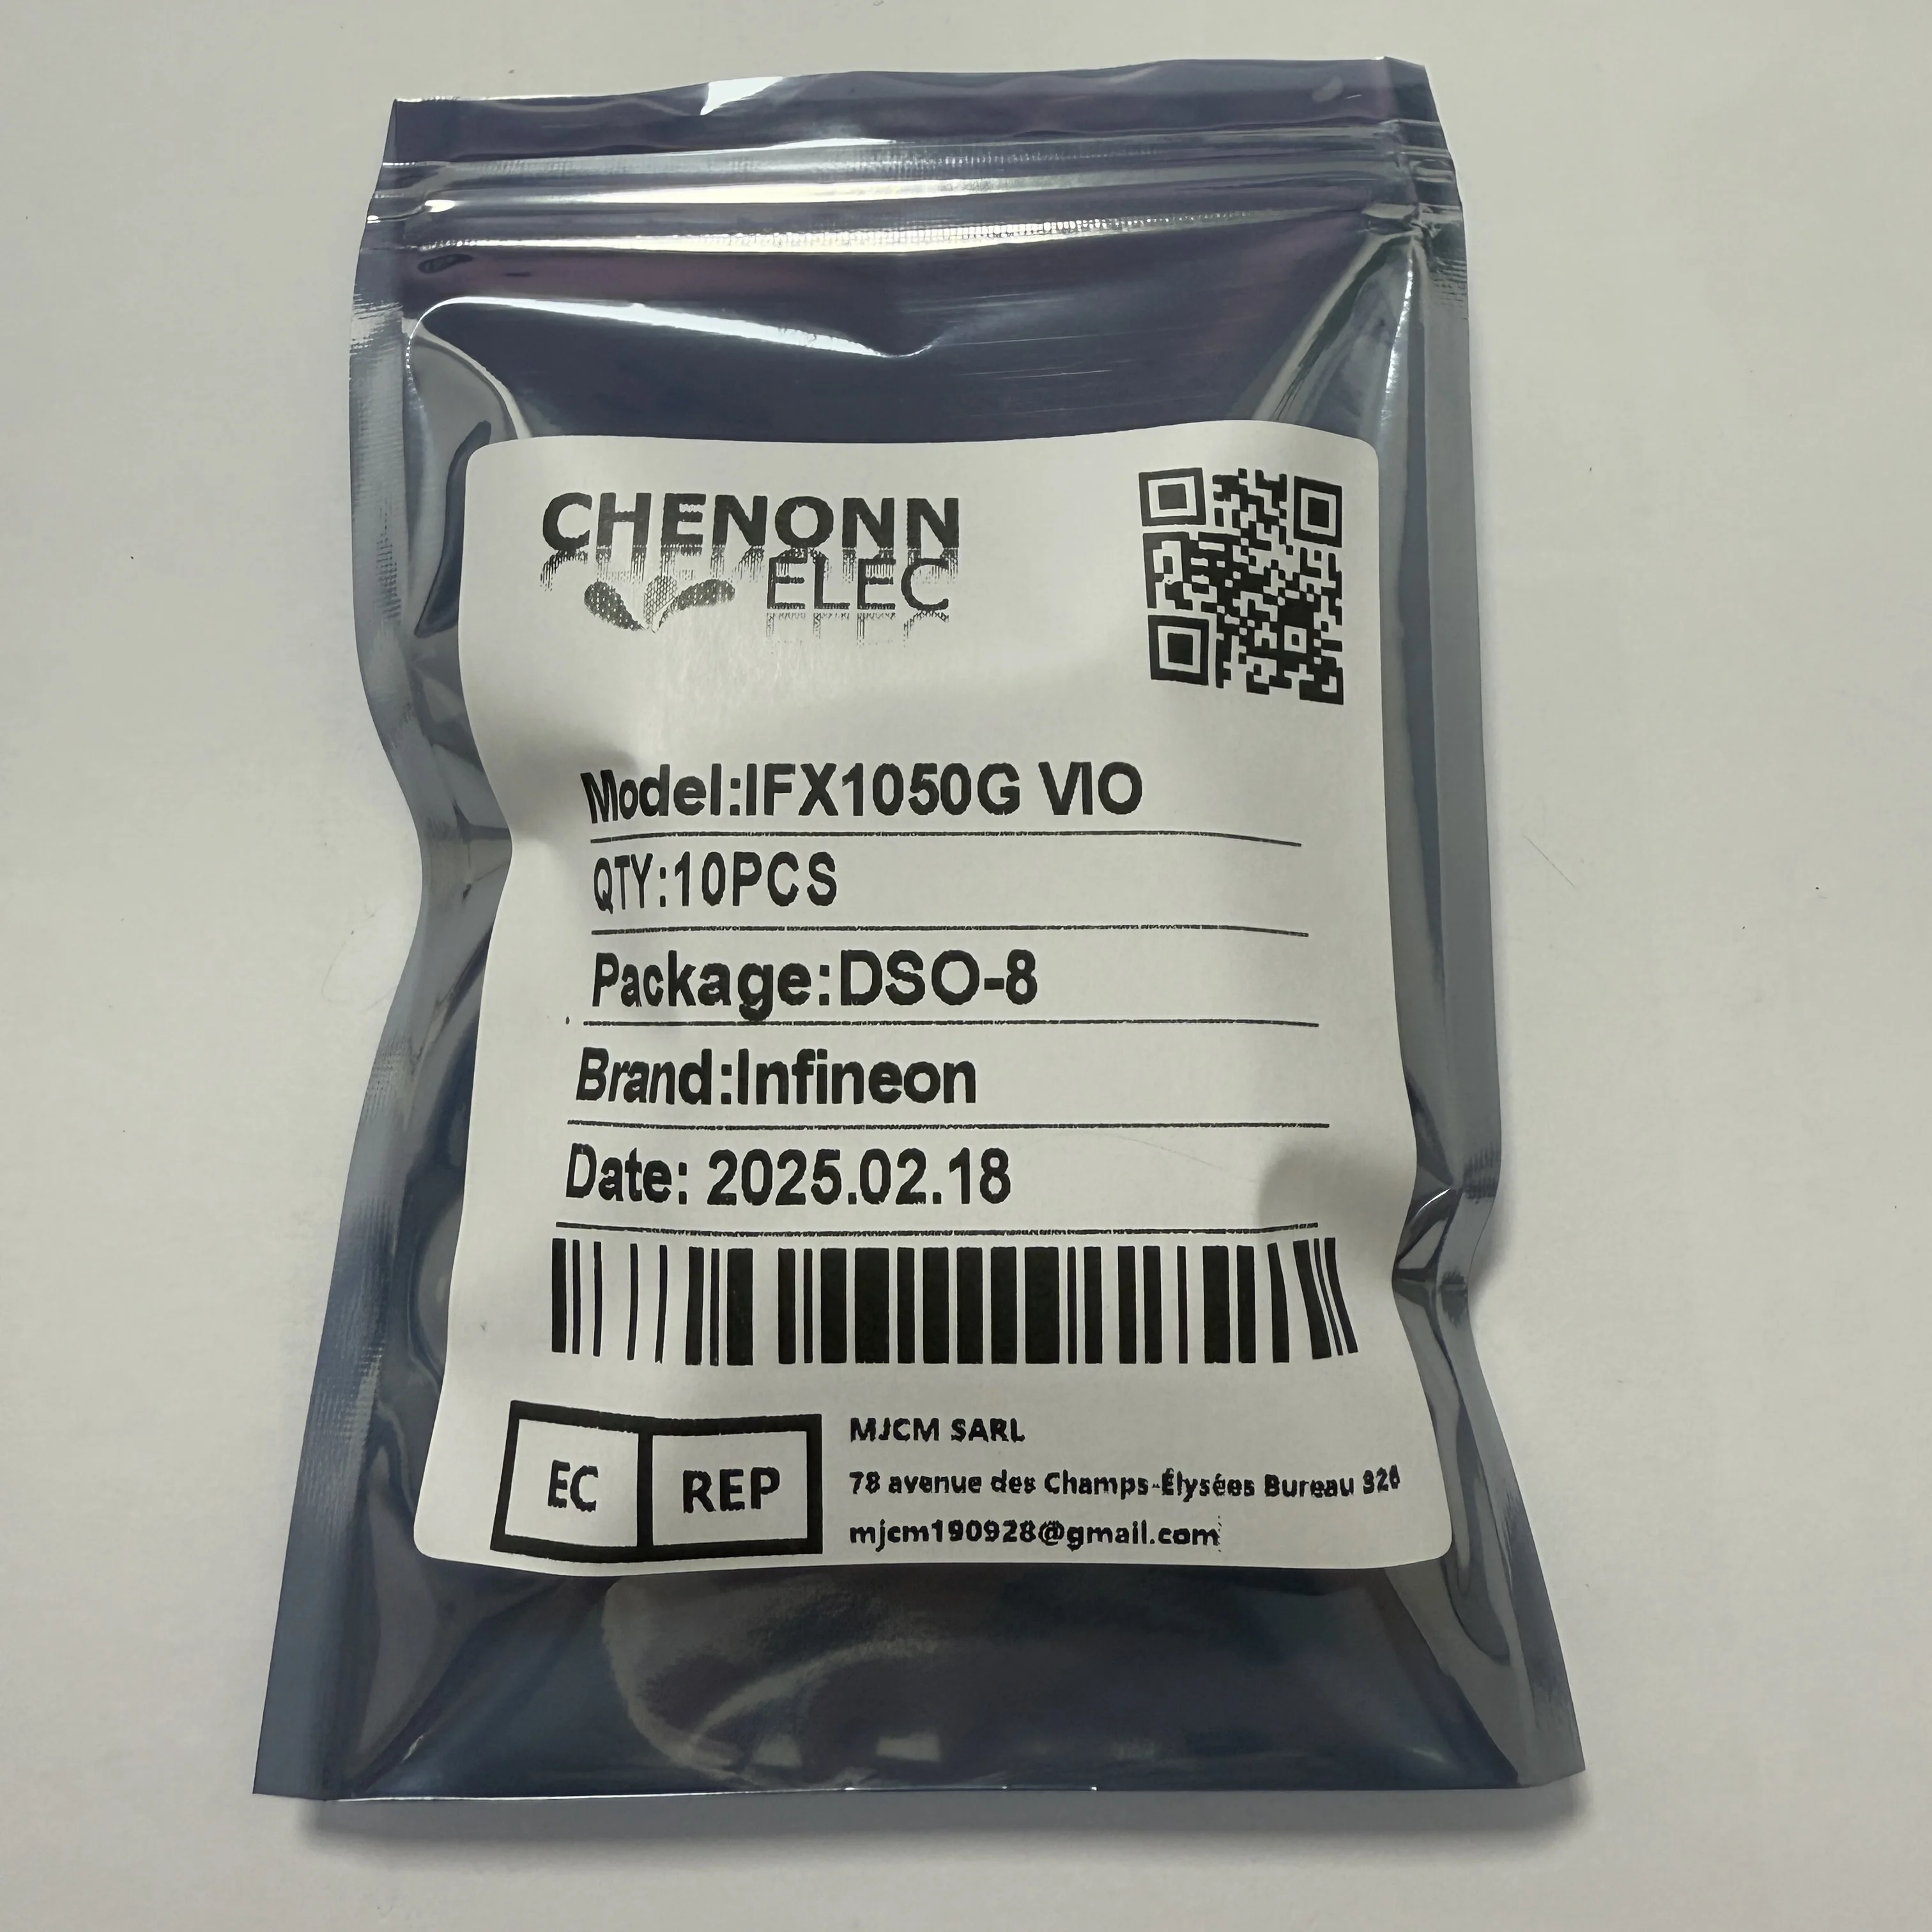 CHENONN
ELEC
Model:IFX1050G VIO
QTY:10PCS
Package:DSO-8
Brand:Infineon
Date: 2025.02.18
EC REP
MJCM SARL
78 avenue des Champs-Élysées Bureau 326
mjcm190928@gmail.com